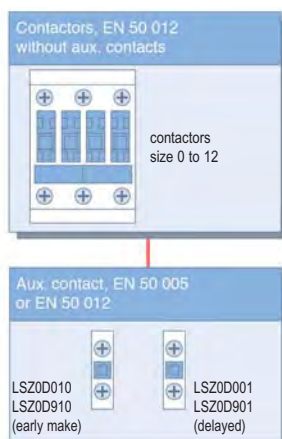 Contactors, EN 50 012
without aux. contacts
contactors
size 0 to 12
Aux. contact, EN 50 005
or EN 50 012
LSZ0D010
LSZ0D910
(early make)
LSZ0D001
LSZ0D901
(delayed)